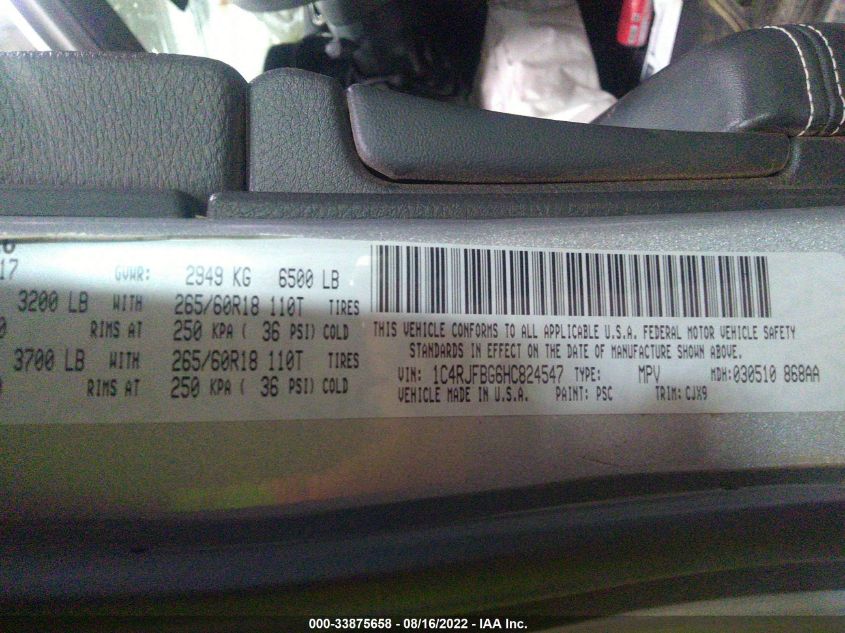 17 GVWR: 2949 KG 6500 LB
3200 LB WITH 265/60R18 110T TIRES
RIMS AT 250 KPA ( 36 PSI) COLD
3700 LB WITH 265/60R18 110T TIRES
RIMS AT 250 KPA ( 36 PSI) COLD
THIS VEHICLE CONFORMS TO ALL APPLICABLE U.S.A. FEDERAL MOTOR VEHICLE SAFETY
STANDARDS IN EFFECT ON THE DATE OF MANUFACTURE SHOWN ABOVE.
VIN: 1C4RJFBG6HC824547 TYPE: MPV MDH:030510 868AA
VEHICLE MADE IN U.S.A. PAINT: PSC TRIM: CJX9
000-33875658 - 08/16/2022 - IAA Inc.